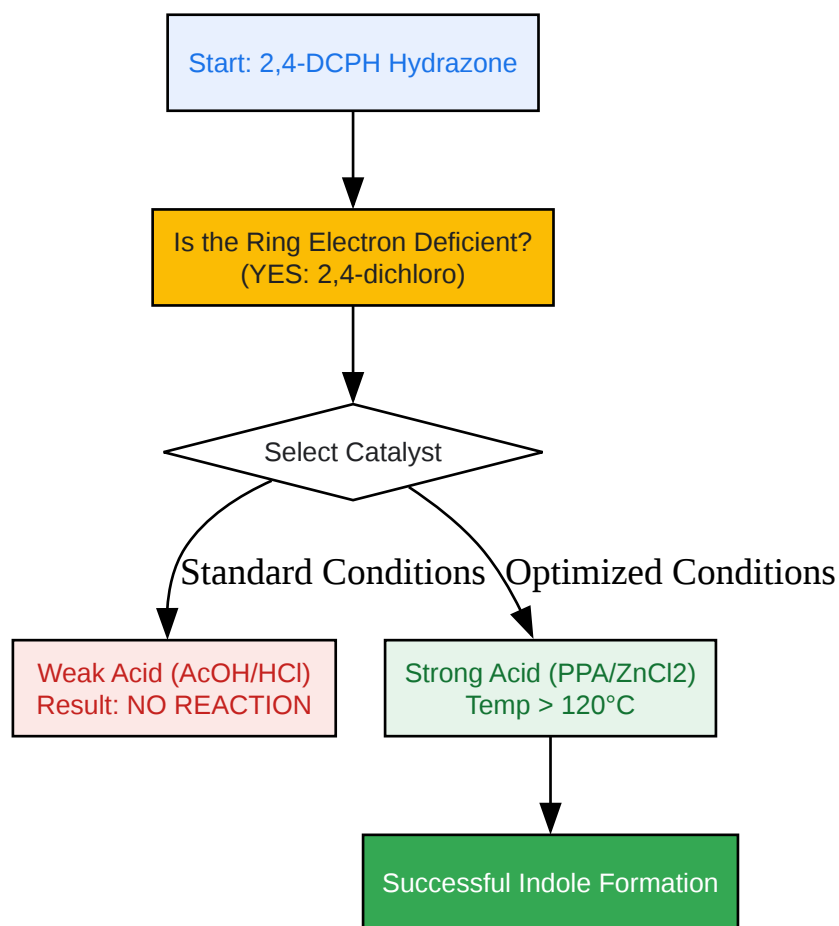 Start: 2,4-DCPH Hydrazone
Is the Ring Electron Deficient?
(YES: 2,4-dichloro)
Select Catalyst
Standard Conditions
Optimized Conditions
Weak Acid (AcOH/HCl)
Result: NO REACTION
Strong Acid (PPA/ZnCl2)
Temp > 120°C
Successful Indole Formation